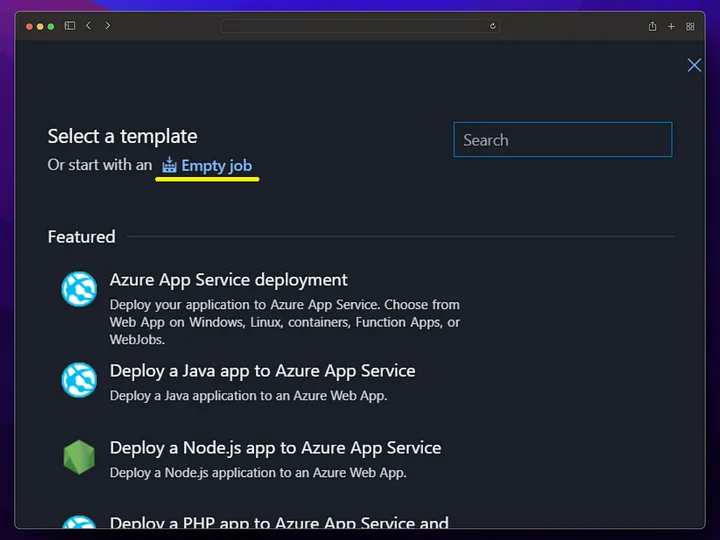 Select a template
Search
Or start with an Empty job
Featured
Azure App Service deployment
Deploy your application to Azure App Service. Choose from
Web App on Windows, Linux, containers, Function Apps, or
WebJobs.
Deploy a Java app to Azure App Service
Deploy a Java application to an Azure Web App.
Deploy a Node.js app to Azure App Service
Deploy a Node.js application to an Azure Web App.
Deploy a PHP app to Azure App Service and